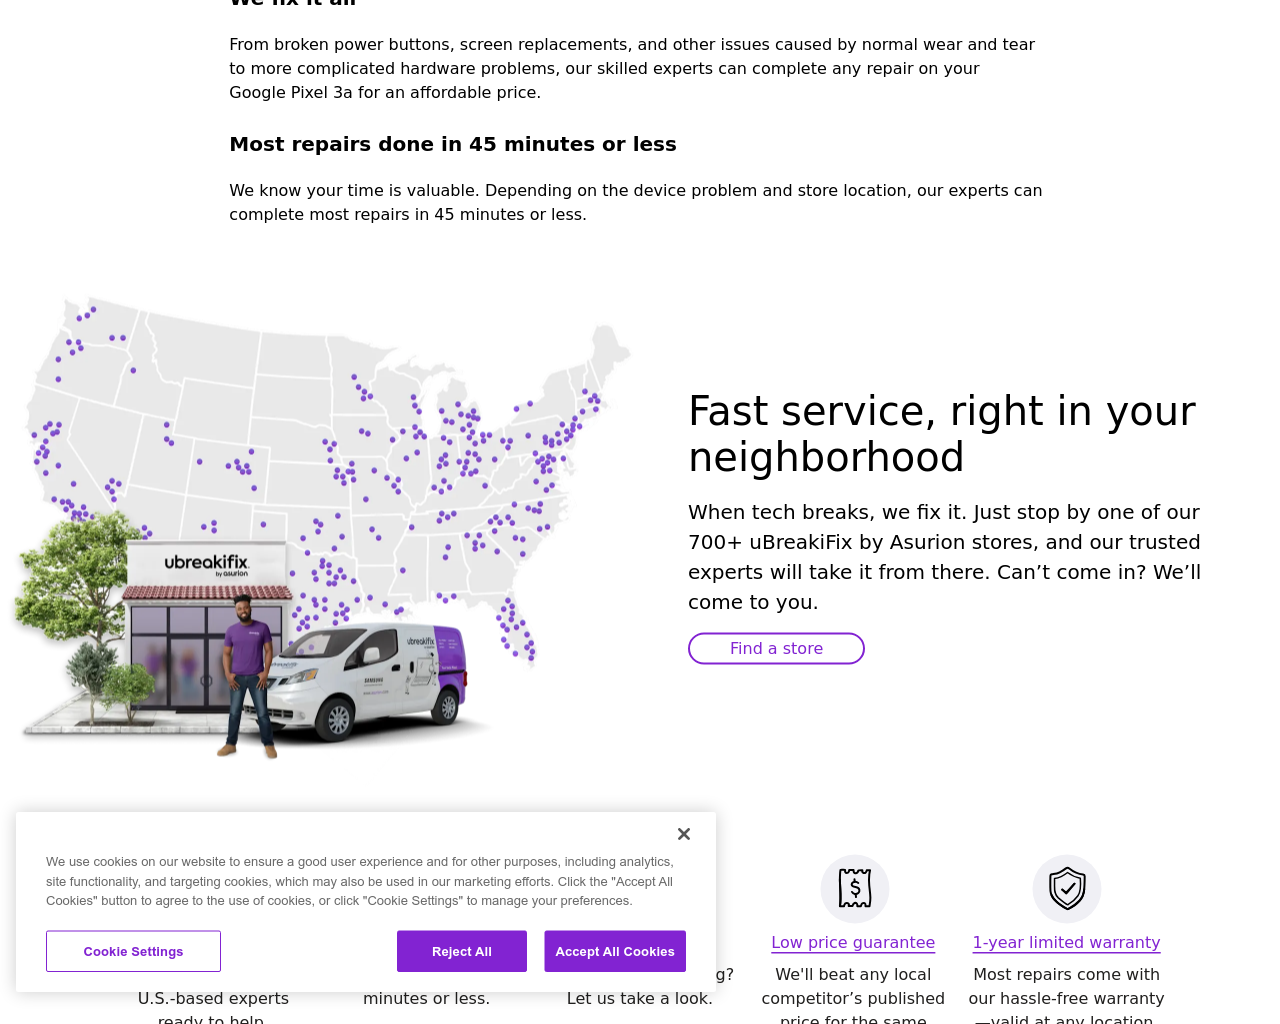 We fix it all
From broken power buttons, screen replacements, and other issues caused by normal wear and tear
to more complicated hardware problems, our skilled experts can complete any repair on your
Google Pixel 3a for an affordable price.
Most repairs done in 45 minutes or less
We know your time is valuable. Depending on the device problem and store location, our experts can
complete most repairs in 45 minutes or less.
ubreakifix
by asurion
ubreakifix
SAMSUNG
Fast service, right in your
neighborhood
When tech breaks, we fix it. Just stop by one of our
700+ uBreakiFix by Asurion stores, and our trusted
experts will take it from there. Can’t come in? We’ll
come to you.
Find a store
We use cookies on our website to ensure a good user experience and for other purposes, including analytics,
site functionality, and targeting cookies, which may also be used in our marketing efforts. Click the "Accept All
Cookies" button to agree to the use of cookies, or click "Cookie Settings" to manage your preferences.
Cookie Settings
Reject All
Accept All Cookies
U.S.-based experts
ready to help
minutes or less.
g?
Let us take a look.
Low price guarantee
We'll beat any local
competitor’s published
price for the same
1-year limited warranty
Most repairs come with
our hassle-free warranty
—valid at any location